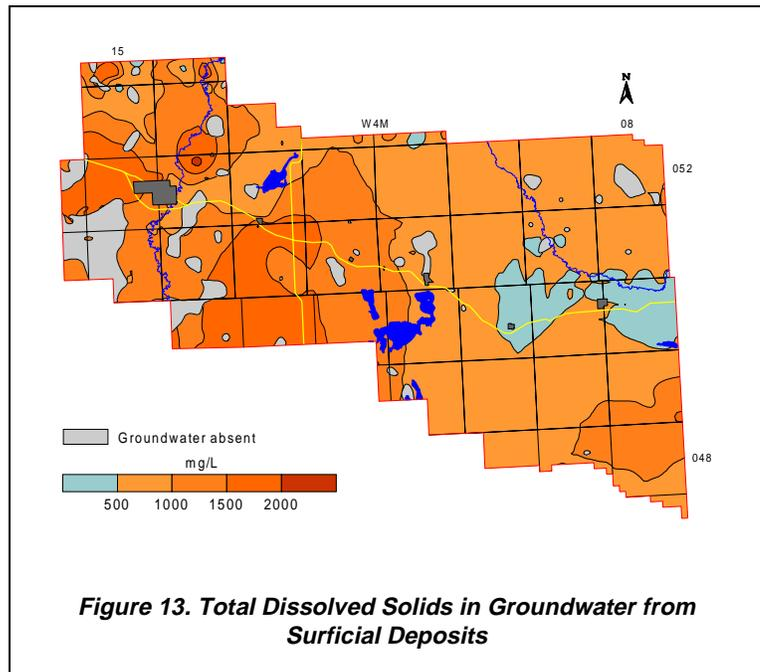 15
N
W4M
08
052
Groundwater absent
mg/L
048
500 1000 1500 2000
Figure 13. Total Dissolved Solids in Groundwater from
Surficial Deposits